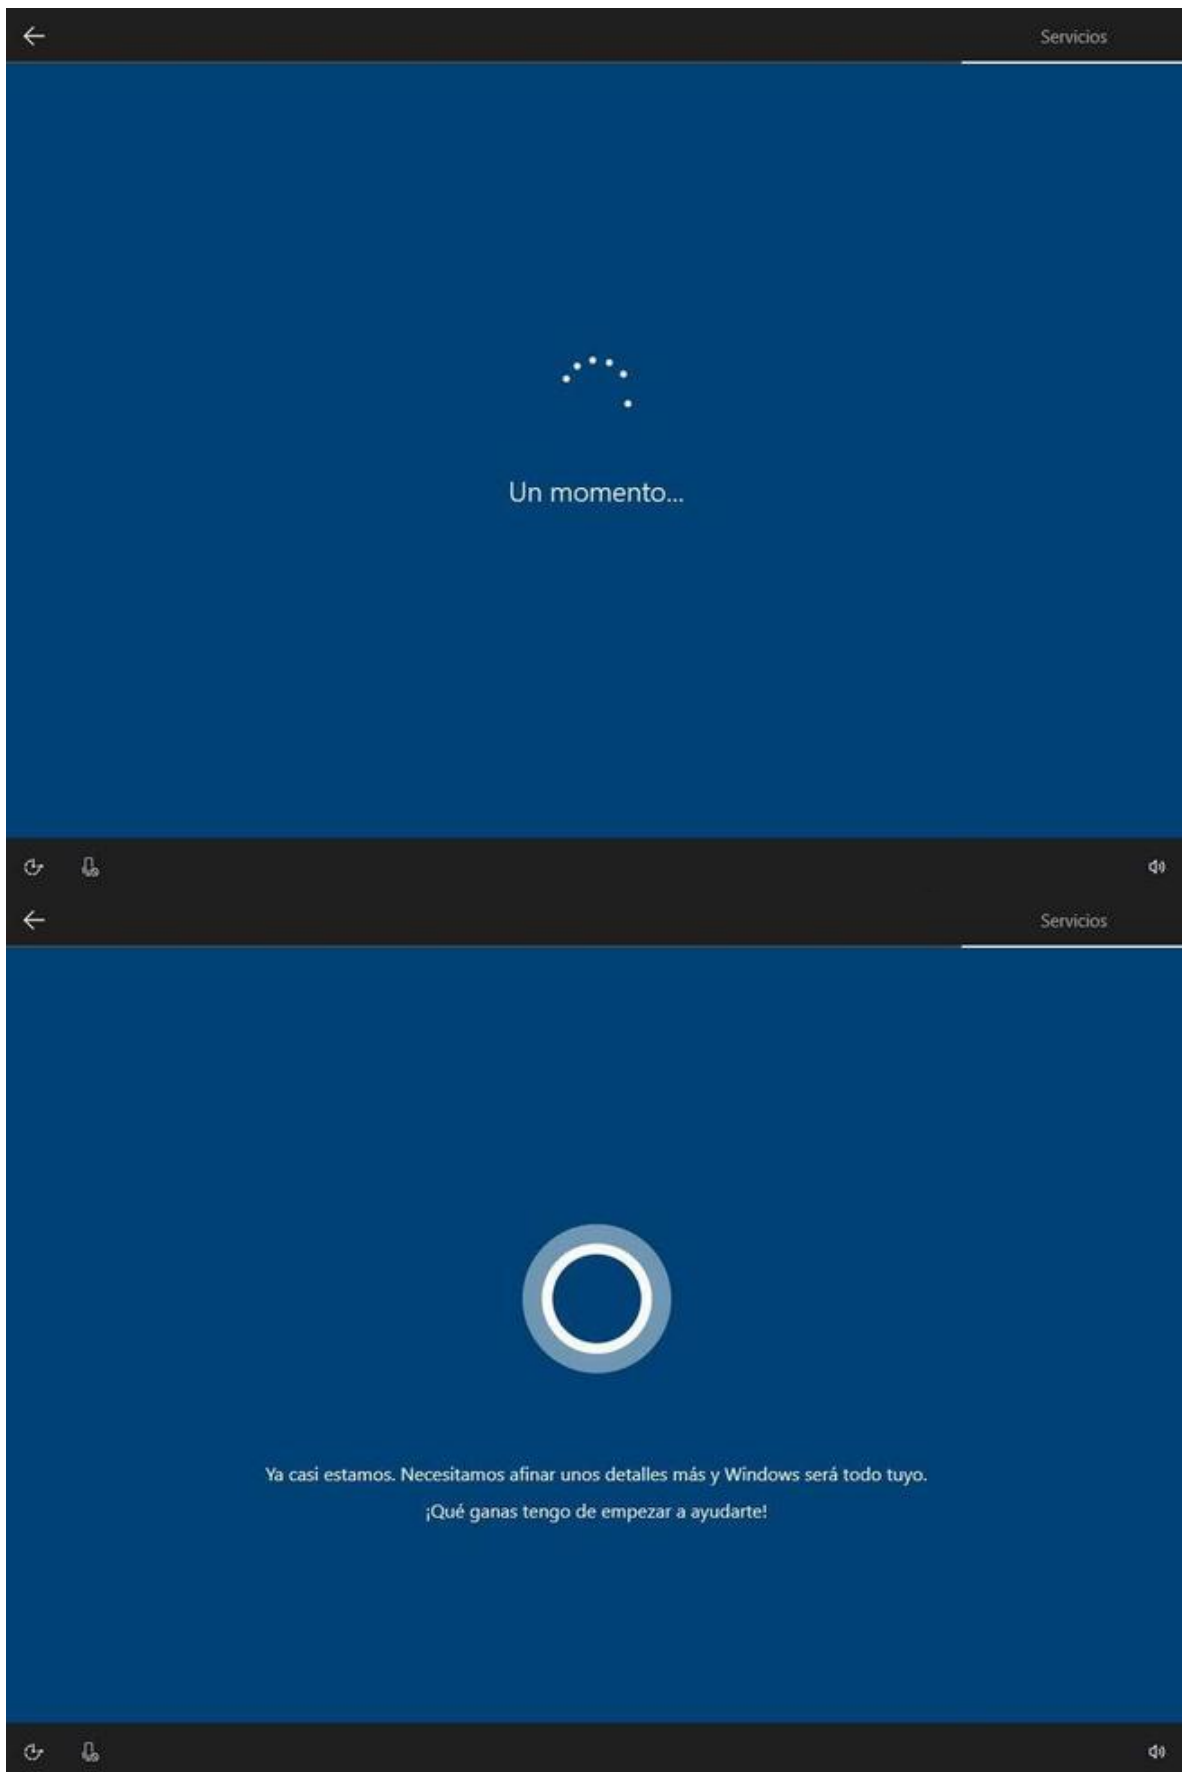 Servicios
Un momento...
Servicios
Ya casi estamos. Necesitamos afinar unos detalles más y Windows será todo tuyo.
¡Qué ganas tengo de empezar a ayudarte!